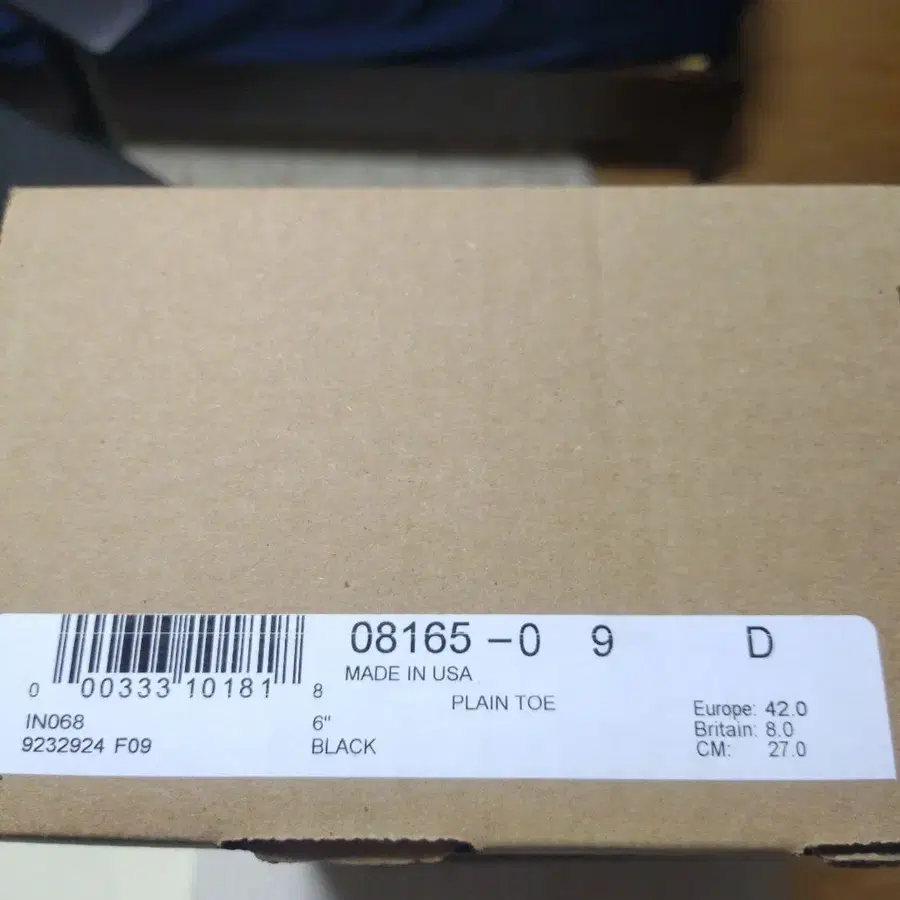 08165 -0 9 D
0 00333 10181 8
MADE IN USA
PLAIN TOE
IN068
6"
Europe: 42.0
9232924 F09
BLACK
Britain: 8.0
CM: 27.0